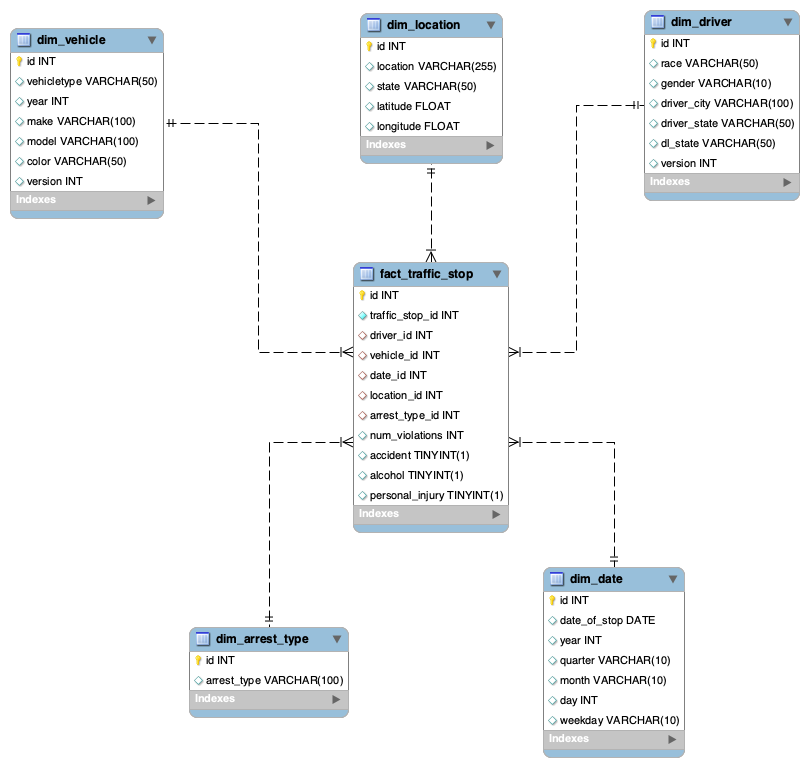 dim_vehicle
id INT
vehicletype VARCHAR(50)
year INT
make VARCHAR(100)
model VARCHAR(100)
color VARCHAR(50)
version INT
Indexes
dim_location
id INT
location VARCHAR(255)
state VARCHAR(50)
latitude FLOAT
longitude FLOAT
Indexes
dim_driver
id INT
race VARCHAR(50)
gender VARCHAR(10)
driver_city VARCHAR(100)
driver_state VARCHAR(50)
dl_state VARCHAR(50)
version INT
Indexes
fact_traffic_stop
id INT
traffic_stop_id INT
driver_id INT
vehicle_id INT
date_id INT
location_id INT
arrest_type_id INT
num_violations INT
accident TINYINT(1)
alcohol TINYINT(1)
personal_injury TINYINT(1)
Indexes
dim_arrest_type
id INT
arrest_type VARCHAR(100)
Indexes
dim_date
id INT
date_of_stop DATE
year INT
quarter VARCHAR(10)
month VARCHAR(10)
day INT
weekday VARCHAR(10)
Indexes